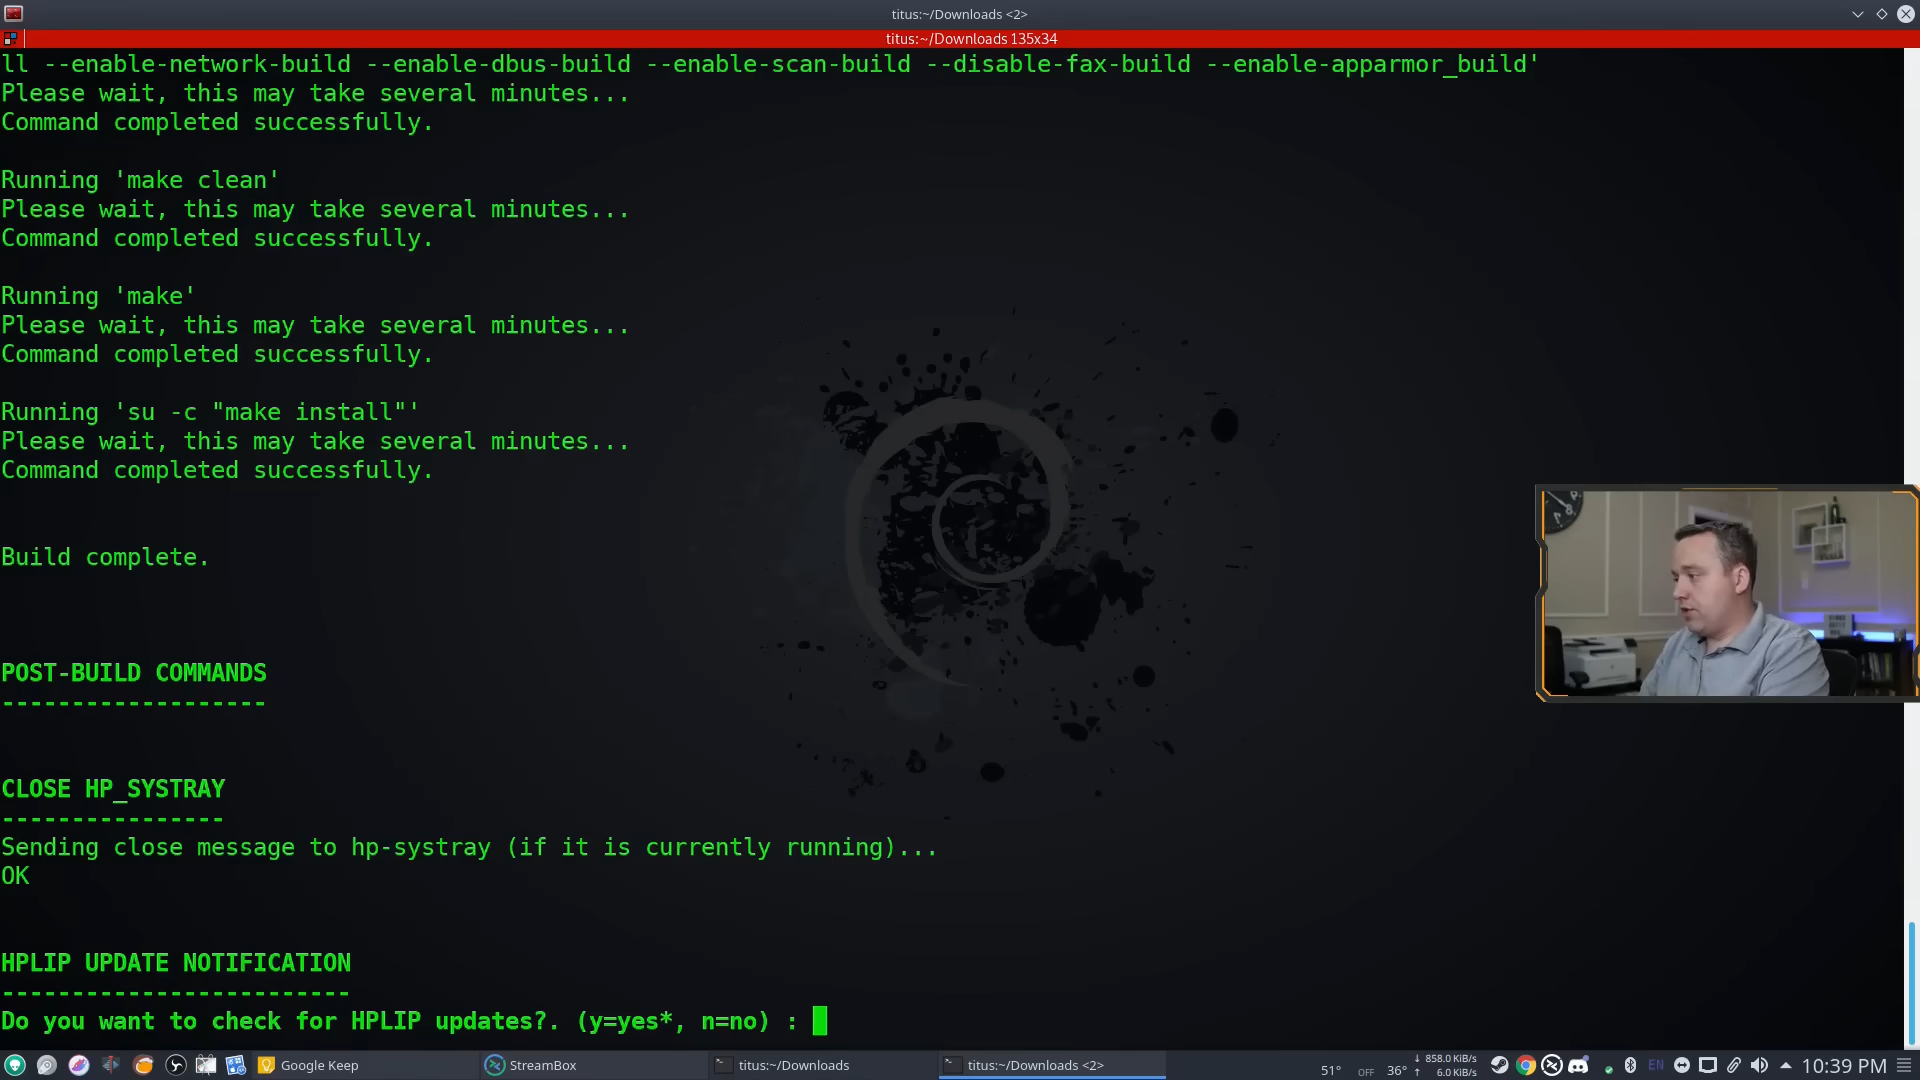 titus:~/Downloads <2>
titus:~/Downloads 135x34
ll --enable-network-build --enable-dbus-build --enable-scan-build --disable-fax-build --enable-apparmor_build'
Please wait, this may take several minutes...
Command completed successfully.
Running 'make clean'
Please wait, this may take several minutes...
Command completed successfully.
Running 'make'
Please wait, this may take several minutes...
Command completed successfully.
Running 'su -c "make install"'
Please wait, this may take several minutes...
Command completed successfully.
Build complete.
POST-BUILD COMMANDS
-------------------
CLOSE HP_SYSTRAY
----------------
Sending close message to hp-systray (if it is currently running)...
OK
HPLIP UPDATE NOTIFICATION
-------------------------
Do you want to check for HPLIP updates?. (y=yes*, n=no) :
Google Keep
StreamBox
titus:~/Downloads
titus:~/Downloads <2>
51° OFF 36°
↓ 858.0 KiB/s
↑ 6.0 KiB/s
EN
10:39 PM